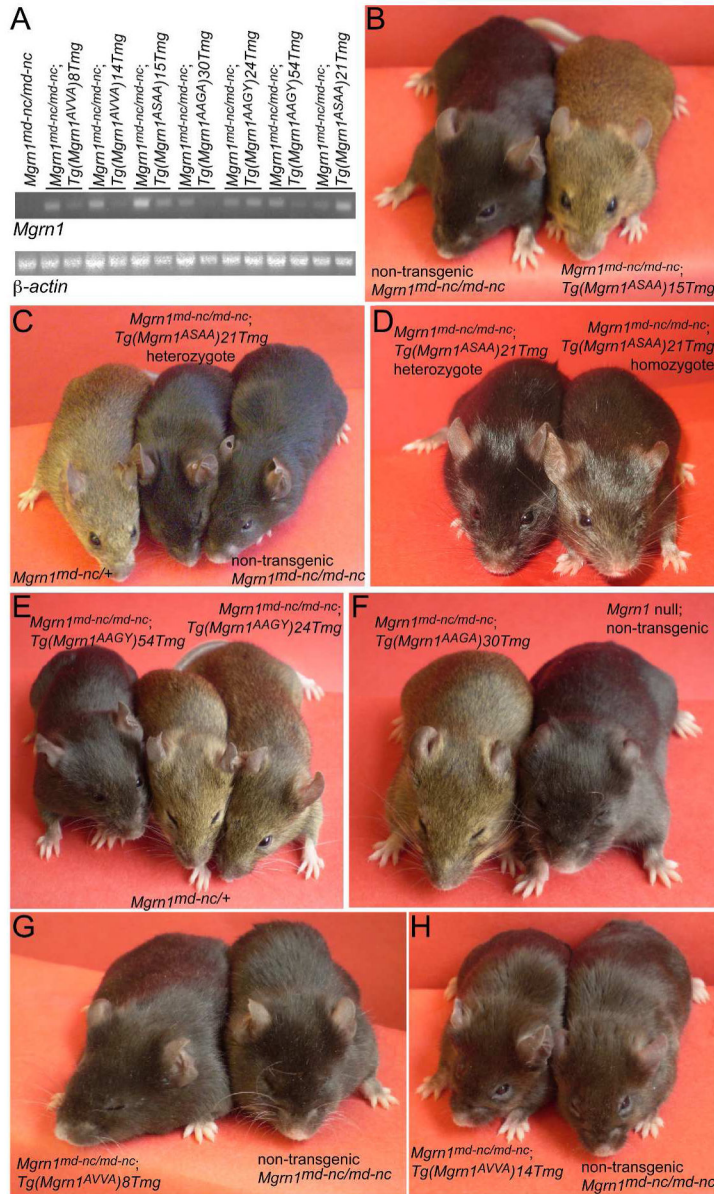 A
Mgrn1md-nc/md-nc
Mgrn1md-nc/md-nc;
Tg(Mgrn1AVVA)8Tmg
Mgrn1md-nc/md-nc;
Tg(Mgrn1AVVA)14Tmg
Mgrn1md-nc/md-nc;
Tg(Mgrn1ASAA)15Tmg
Mgrn1md-nc/md-nc;
Tg(Mgrn1AAGA)30Tmg
Mgrn1md-nc/md-nc;
Tg(Mgrn1AAGY)24Tmg
Mgrn1md-nc/md-nc;
Tg(Mgrn1AAGY)54Tmg
Mgrn1md-nc/md-nc;
Tg(Mgrn1ASAA)21Tmg
Mgrn1
β-actin
B
non-transgenic
Mgrn1md-nc/md-nc
Mgrn1md-nc/md-nc;
Tg(Mgrn1ASAA)15Tmg
C
Mgrn1md-nc/md-nc;
Tg(Mgrn1ASAA)21Tmg
heterozygote
Mgrn1md-nc/+
non-transgenic
Mgrn1md-nc/md-nc
D
Mgrn1md-nc/md-nc;
Tg(Mgrn1ASAA)21Tmg
heterozygote
Mgrn1md-nc/md-nc;
Tg(Mgrn1ASAA)21Tmg
homozygote
E
Mgrn1md-nc/md-nc;
Tg(Mgrn1AAGY)54Tmg
Mgrn1md-nc/md-nc;
Tg(Mgrn1AAGY)24Tmg
Mgrn1md-nc/+
F
Mgrn1md-nc/md-nc;
Tg(Mgrn1AAGA)30Tmg
Mgrn1 null;
non-transgenic
G
Mgrn1md-nc/md-nc;
Tg(Mgrn1AVVA)8Tmg
non-transgenic
Mgrn1md-nc/md-nc
H
Mgrn1md-nc/md-nc;
Tg(Mgrn1AVVA)14Tmg
non-transgenic
Mgrn1md-nc/md-nc